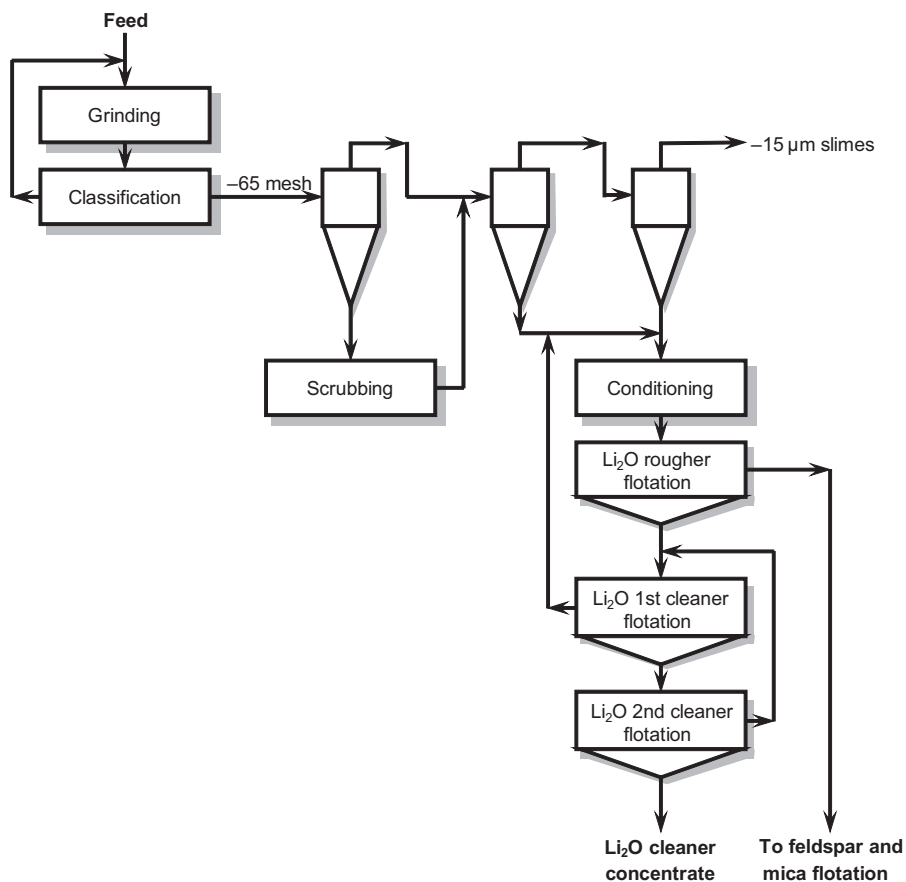 Feed
Grinding
Classification
–65 mesh
–15 µm slimes
Scrubbing
Conditioning
Li₂O rougher
flotation
Li₂O 1st cleaner
flotation
Li₂O 2nd cleaner
flotation
Li₂O cleaner
concentrate
To feldspar and
mica flotation